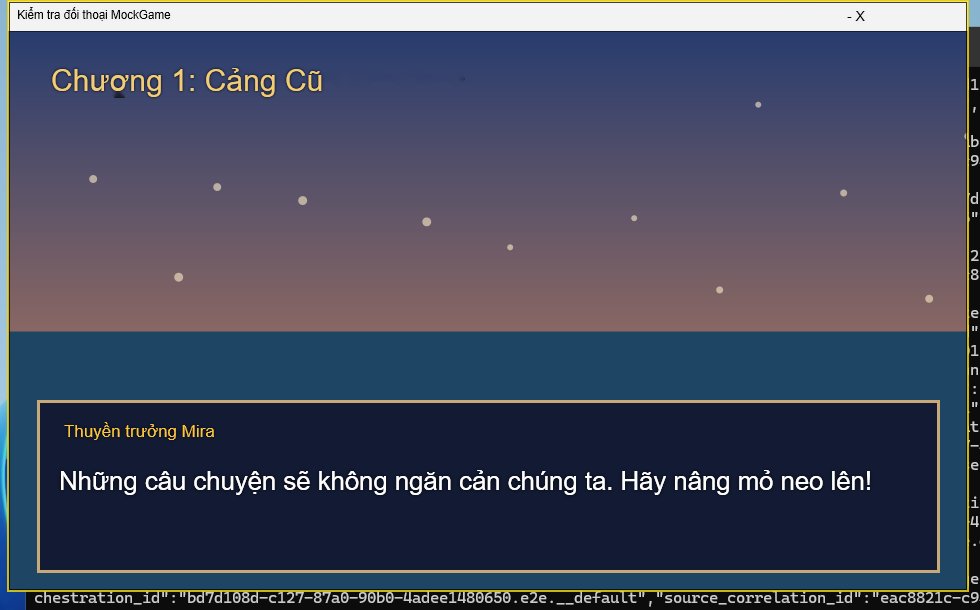 Kiểm tra đối thoại MockGame
- X
Chương 1: Cảng Cũ
Thuyền trưởng Mira
Những câu chuyện sẽ không ngăn cản chúng ta. Hãy nâng mỏ neo lên!
chestration_id":"bd7d108d-c127-87a0-90b0-4adee1480650.e2e.__default","source_correlation_id":"eac8821c-c9